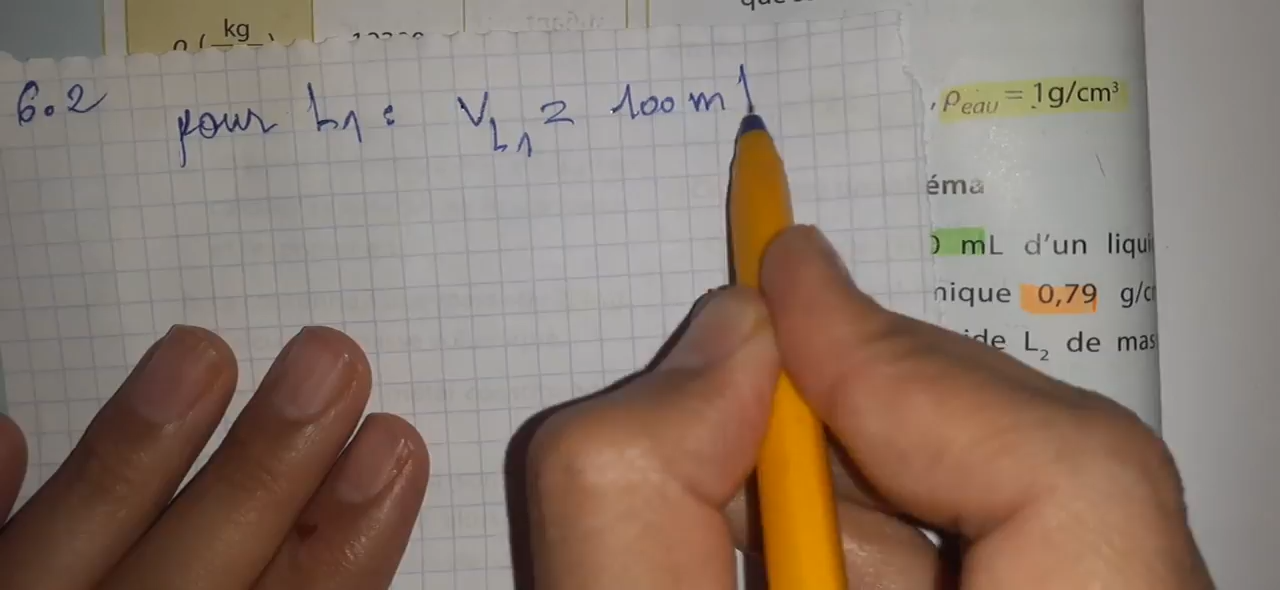 kg
6.2 pour L1 : VL1 = 100 ml
, ρeau = 1g/cm³
éma
0 mL d'un liqui
nique 0,79 g/c
ide L₂ de mas